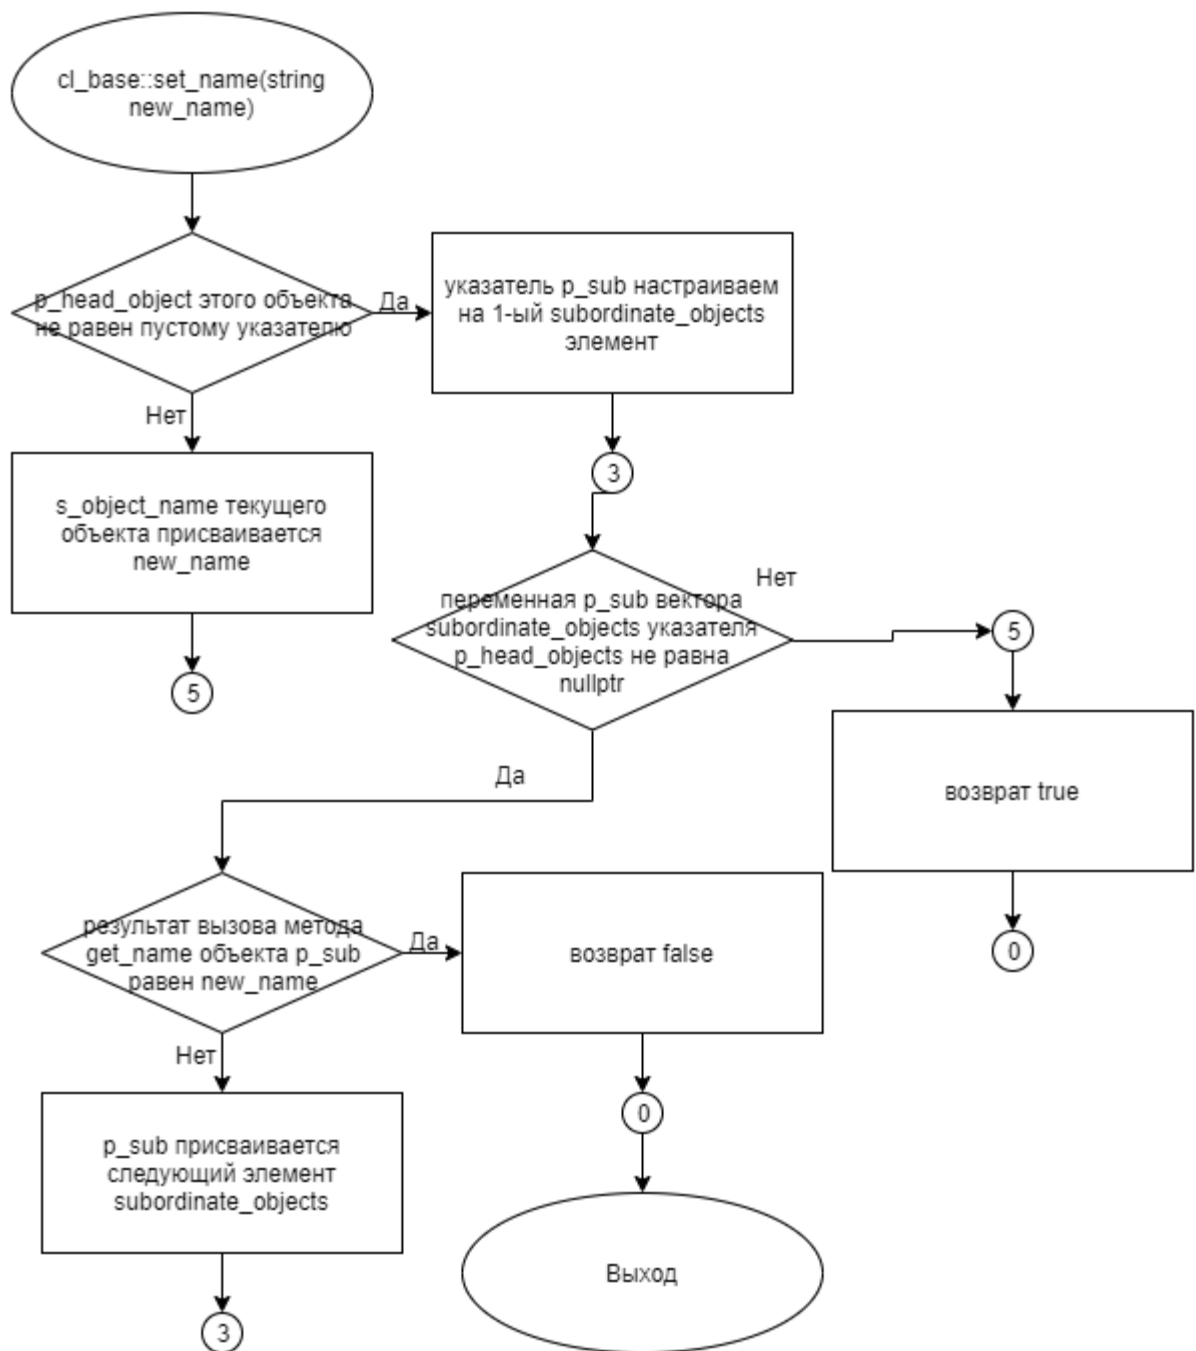 cl_base::set_name(string
new_name)
p_head_object этого объекта
не равен пустому указателю
Да
указатель p_sub настраиваем
на 1-ый subordinate_objects
элемент
Нет
3
s_object_name текущего
объекта присваивается
new_name
5
переменная p_sub вектора
subordinate_objects указателя
p_head_objects не равна
nullptr
Нет
5
Да
возврат true
0
результат вызова метода
get_name объекта p_sub
равен new_name
Да
возврат false
Нет
0
p_sub присваивается
следующий элемент
subordinate_objects
Выход
3